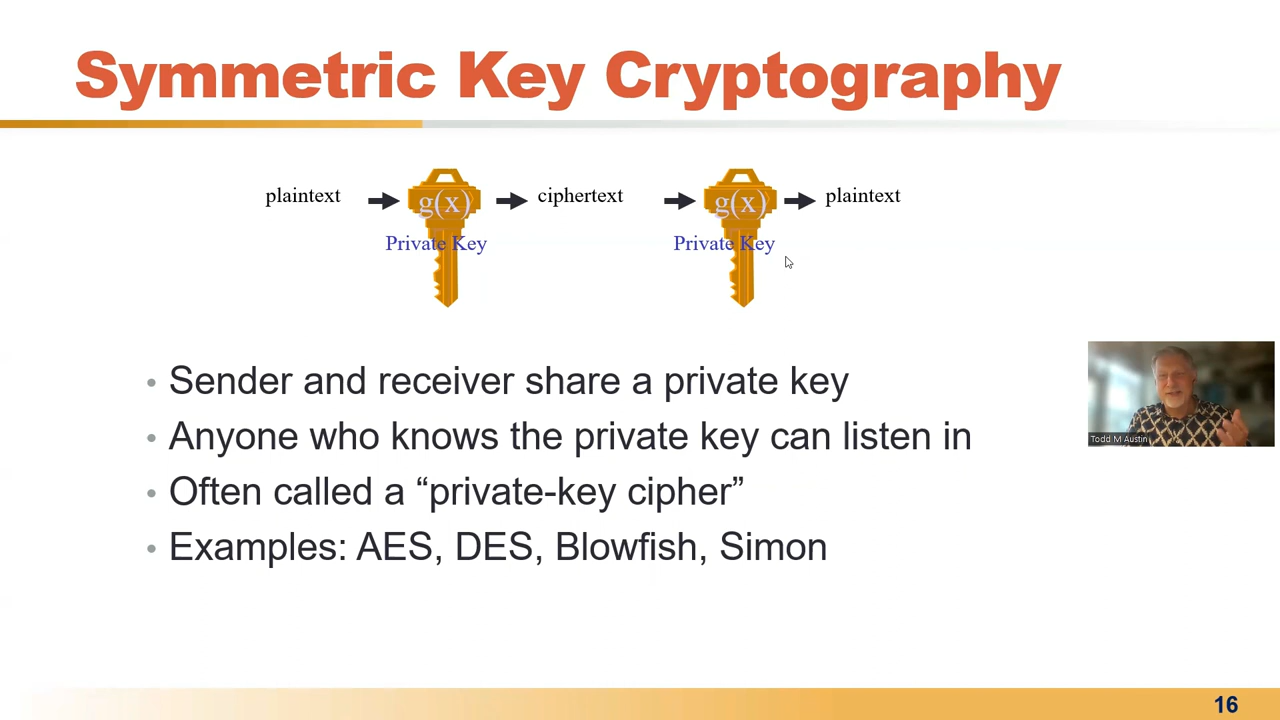 Symmetric Key Cryptography
plaintext g(x) ciphertext g(x) plaintext
Private Key Private Key
• Sender and receiver share a private key
• Anyone who knows the private key can listen in
• Often called a “private-key cipher”
• Examples: AES, DES, Blowfish, Simon
Todd M Austin
16